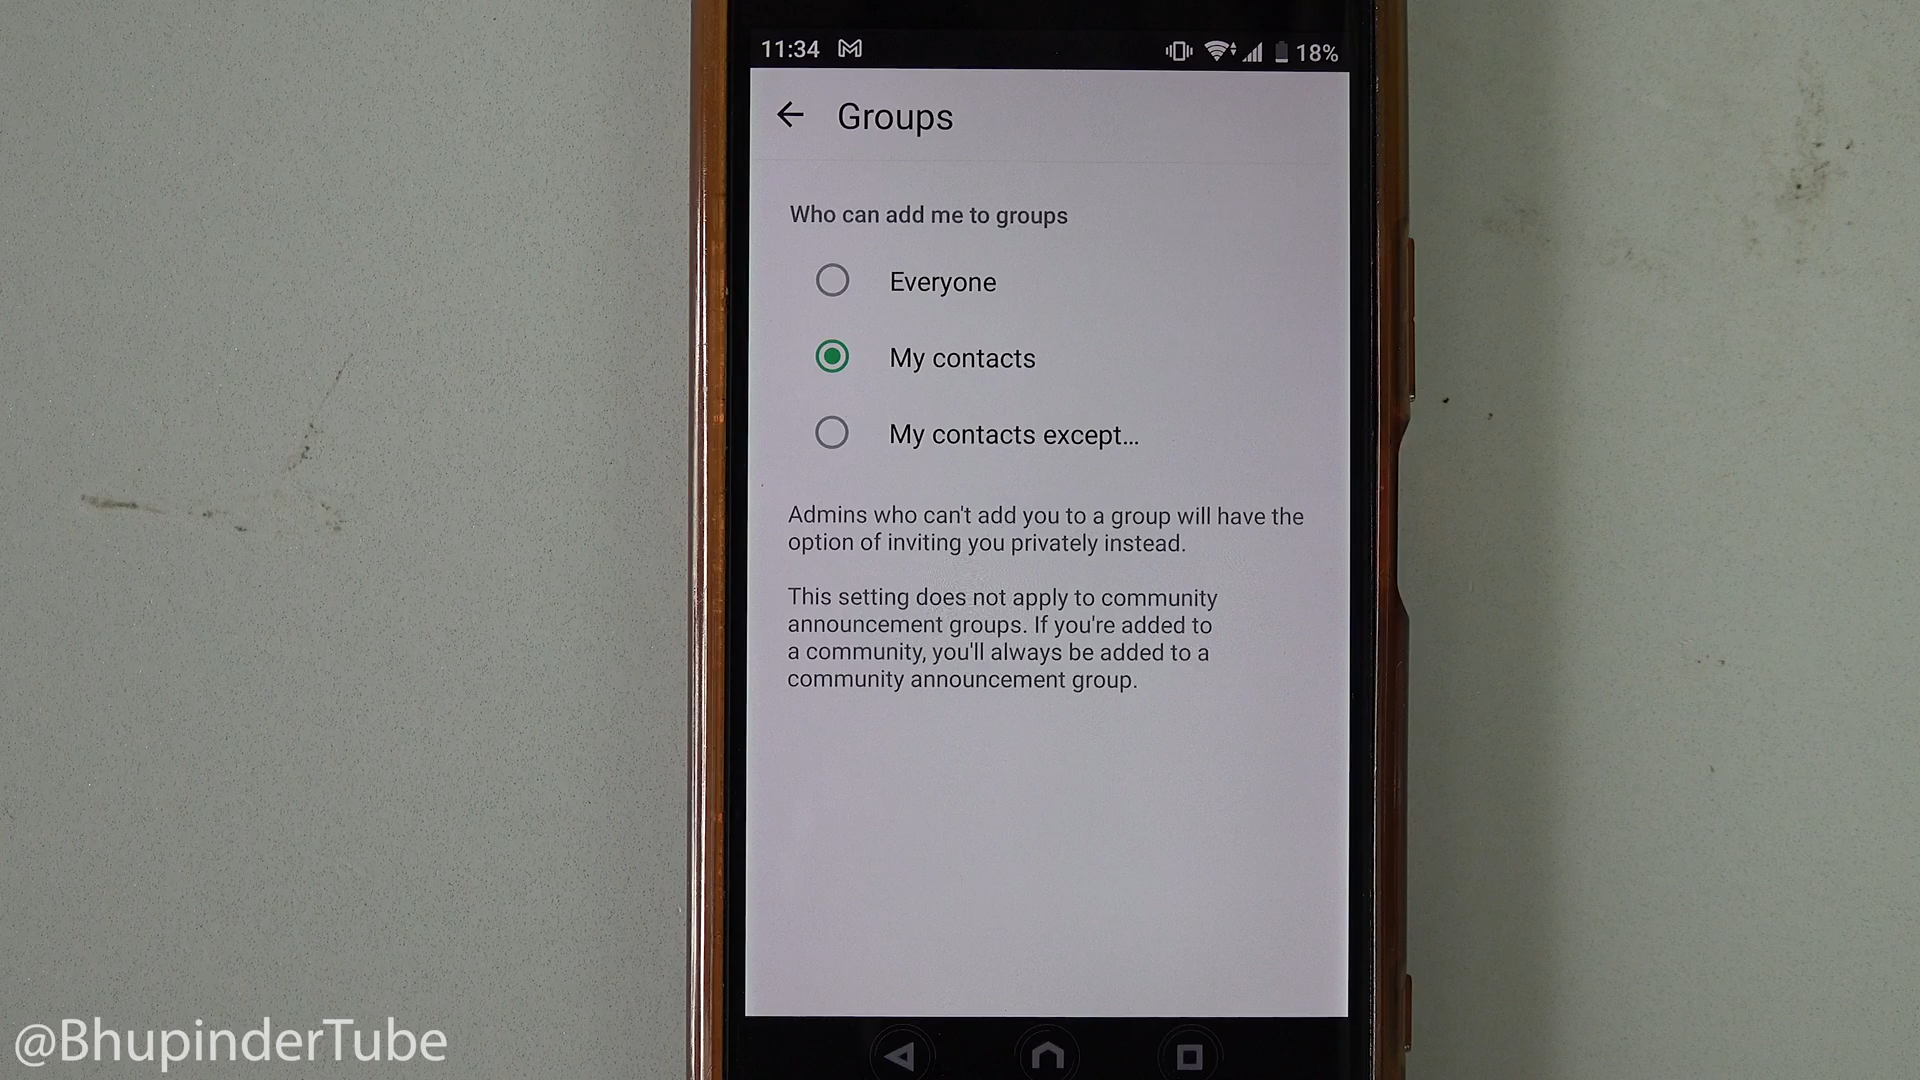 11:34
18%
Groups
Who can add me to groups
Everyone
My contacts
My contacts except...
Admins who can't add you to a group will have the
option of inviting you privately instead.
This setting does not apply to community
announcement groups. If you're added to
a community, you'll always be added to a
community announcement group.
@BhupinderTube